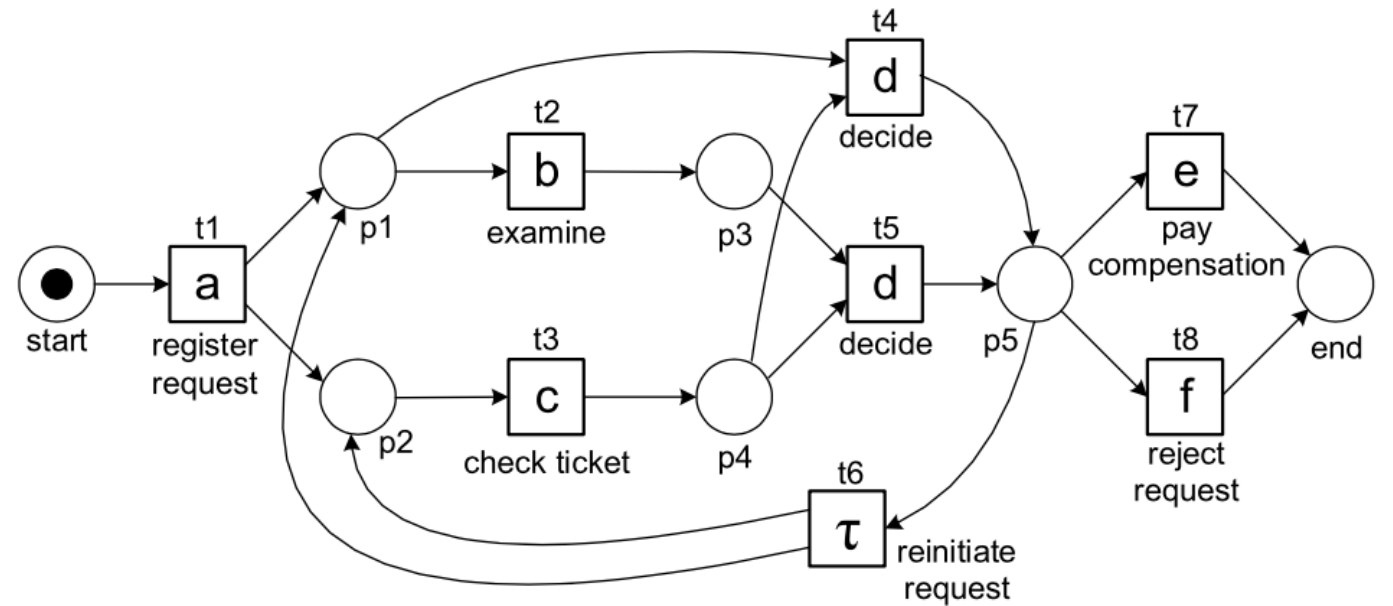 t4
d
decide
t2
b
examine
t7
e
pay
compensation
p1
p3
t1
a
register
request
start
t5
d
decide
p5
end
t3
c
check ticket
p2
p4
t8
f
reject
request
t6
τ
reinitiate
request